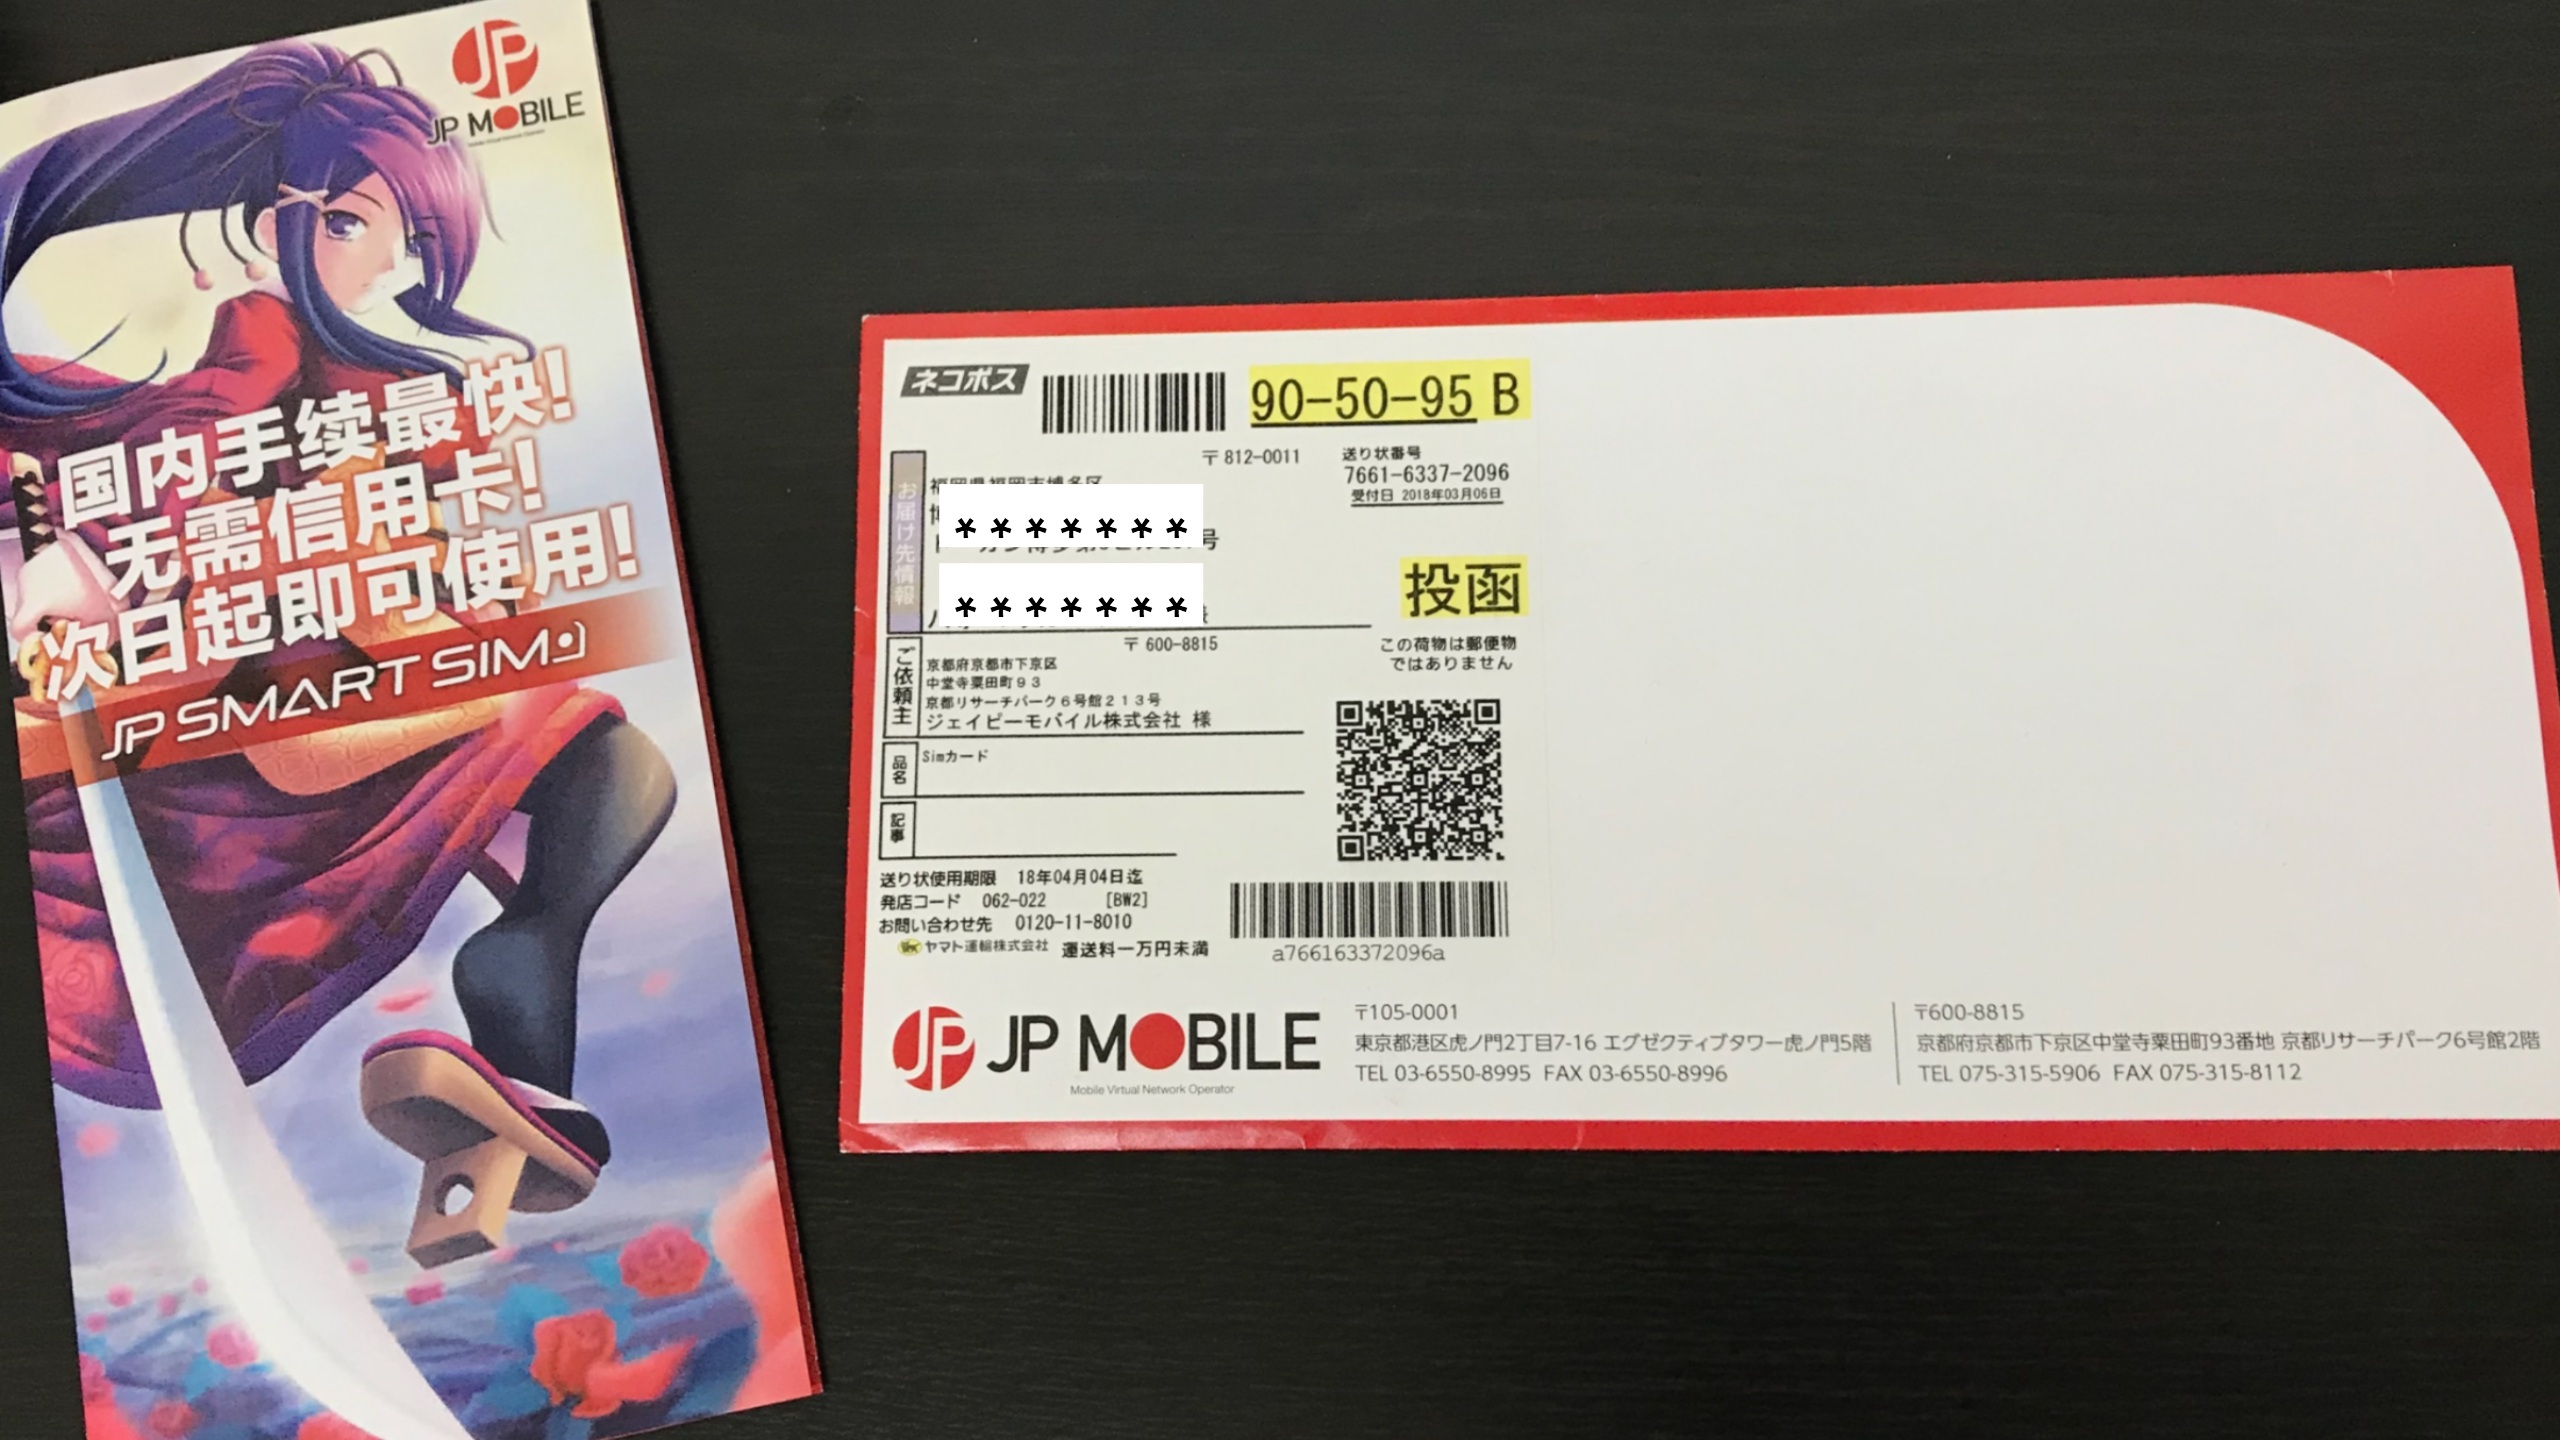 JP
JP MOBILE
国内手续最快!
无需信用卡!
次日起即可使用!
JP SMART SIM
ネコポス
90-50-95 B
〒812-0011
送り状番号
7661-6337-2096
受付日 2018年03月06日
お届け先情報
福岡県福岡市博多区
*******
号
*******
投函
この荷物は郵便物
ではありません
〒600-8815
ご依頼主
京都府京都市下京区
中堂寺粟田町93
京都リサーチパーク6号館213号
ジェイピーモバイル株式会社 様
品名
Simカード
記事
送り状使用期限 18年04月04日迄
発店コード 062-022 [BW2]
お問い合わせ先 0120-11-8010
ヤマト運輸株式会社 運送料一万円未満
a766163372096a
JP JP MOBILE
Mobile Virtual Network Operator
〒105-0001
東京都港区虎ノ門2丁目7-16 エグゼクティブタワー虎ノ門5階
TEL 03-6550-8995 FAX 03-6550-8996
〒600-8815
京都府京都市下京区中堂寺粟田町93番地 京都リサーチパーク6号館2階
TEL 075-315-5906 FAX 075-315-8112